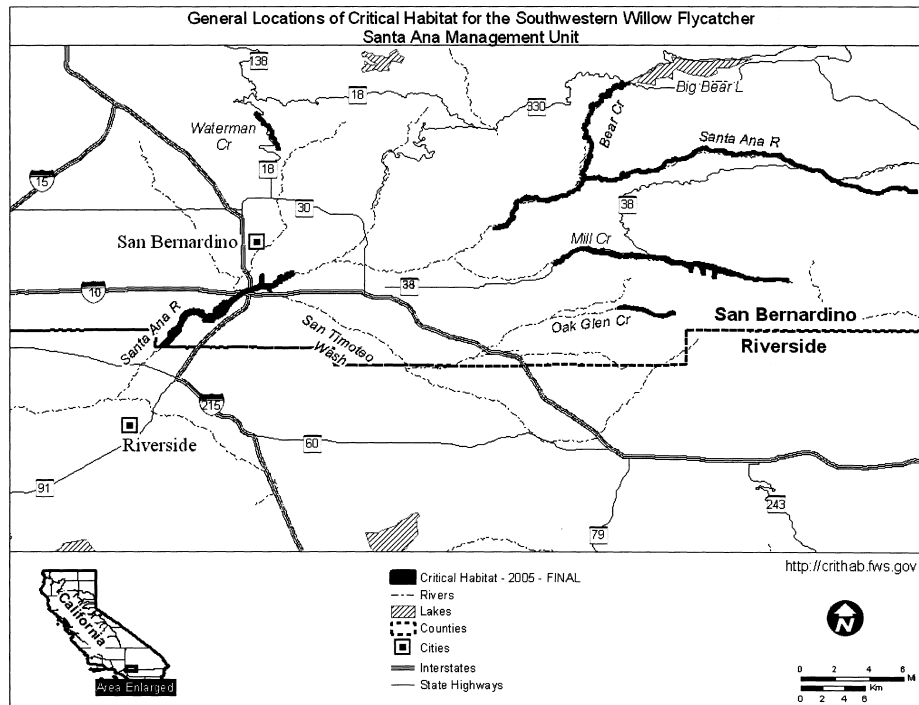 General Locations of Critical Habitat for the Southwestern Willow Flycatcher
Santa Ana Management Unit
138
18
330
Big Bear L
Waterman
Cr
Bear Cr
Santa Ana R
18
15
30
38
San Bernardino
Mill Cr
10
38
Santa Ana R
San Timoteo
Wash
Oak Glen Cr
San Bernardino
Riverside
215
Riverside
60
91
79
243
http://crithab.fws.gov
California
Area Enlarged
Critical Habitat - 2005 - FINAL
Rivers
Lakes
Counties
Cities
Interstates
State Highways
N
0 2 4 6 Mi
0 2 4 6 Km